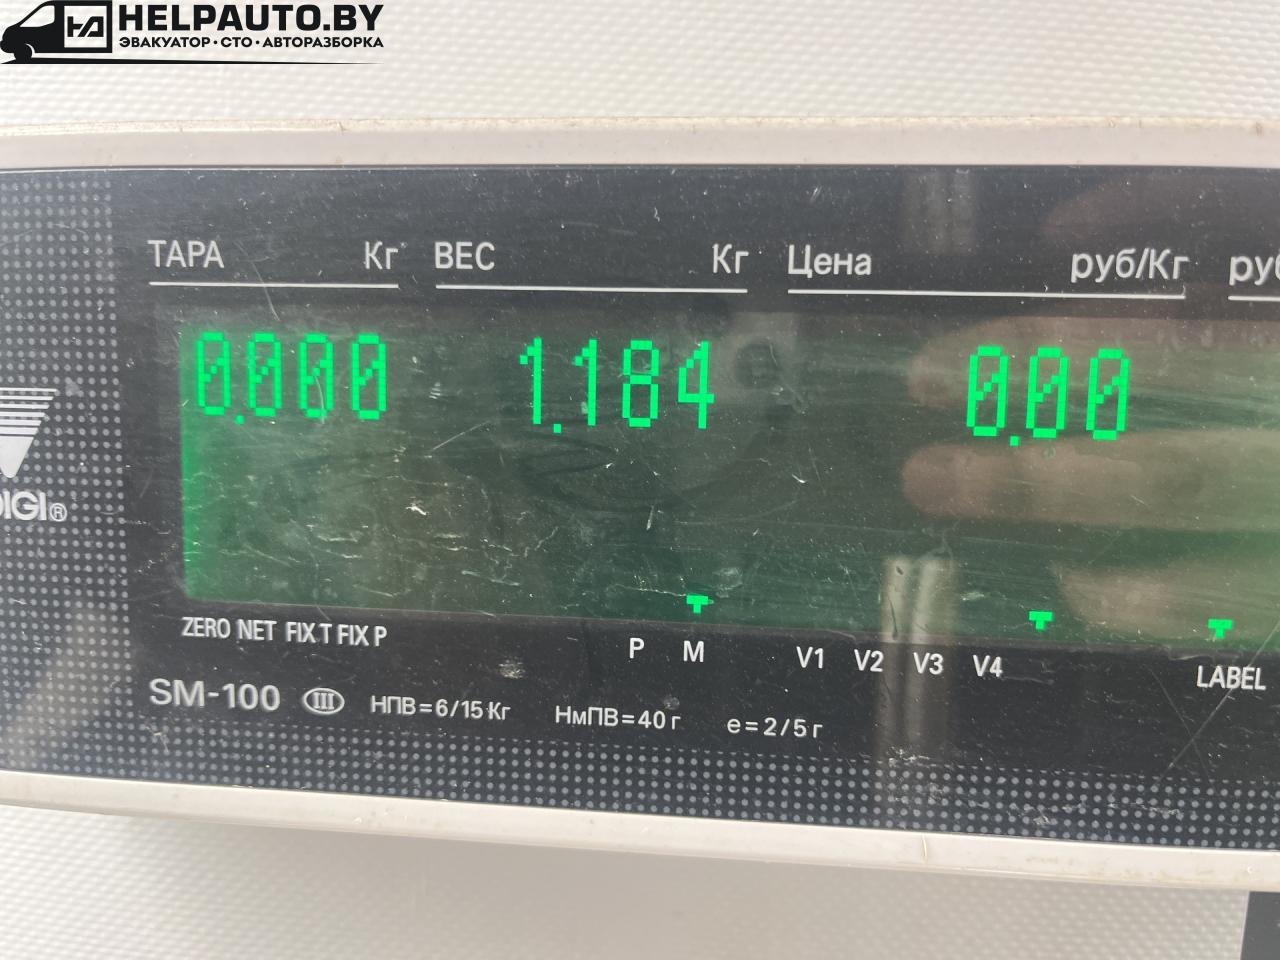 HELPAUTO.BY
ЭВАКУАТОР·СТО·АВТОРАЗБОРКА
ТАРА Кг ВЕС Кг Цена руб/Кг руб
0.000 1.184 0.00
DIGI®
ZERO NET FIX T FIX P P M V1 V2 V3 V4 LABEL
SM-100 III НПВ=6/15 Кг НмПВ=40 г e=2/5 г